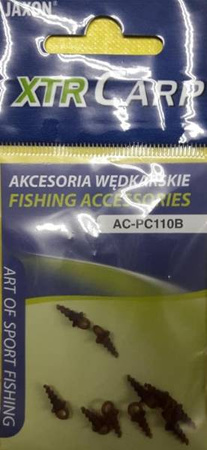 JAXON®
XTR CARP
AKCESORIA WĘDKARSKIE
FISHING ACCESSORIES
AC-PC110B
ART OF SPORT FISHING